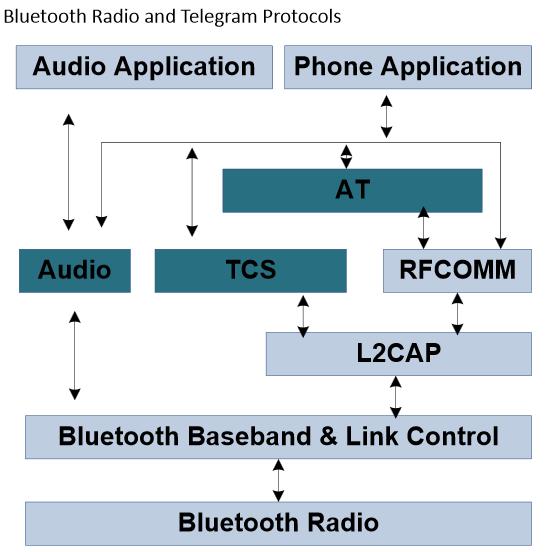 Bluetooth Radio and Telegram Protocols
Audio Application
Phone Application
AT
Audio
TCS
RFCOMM
L2CAP
Bluetooth Baseband & Link Control
Bluetooth Radio